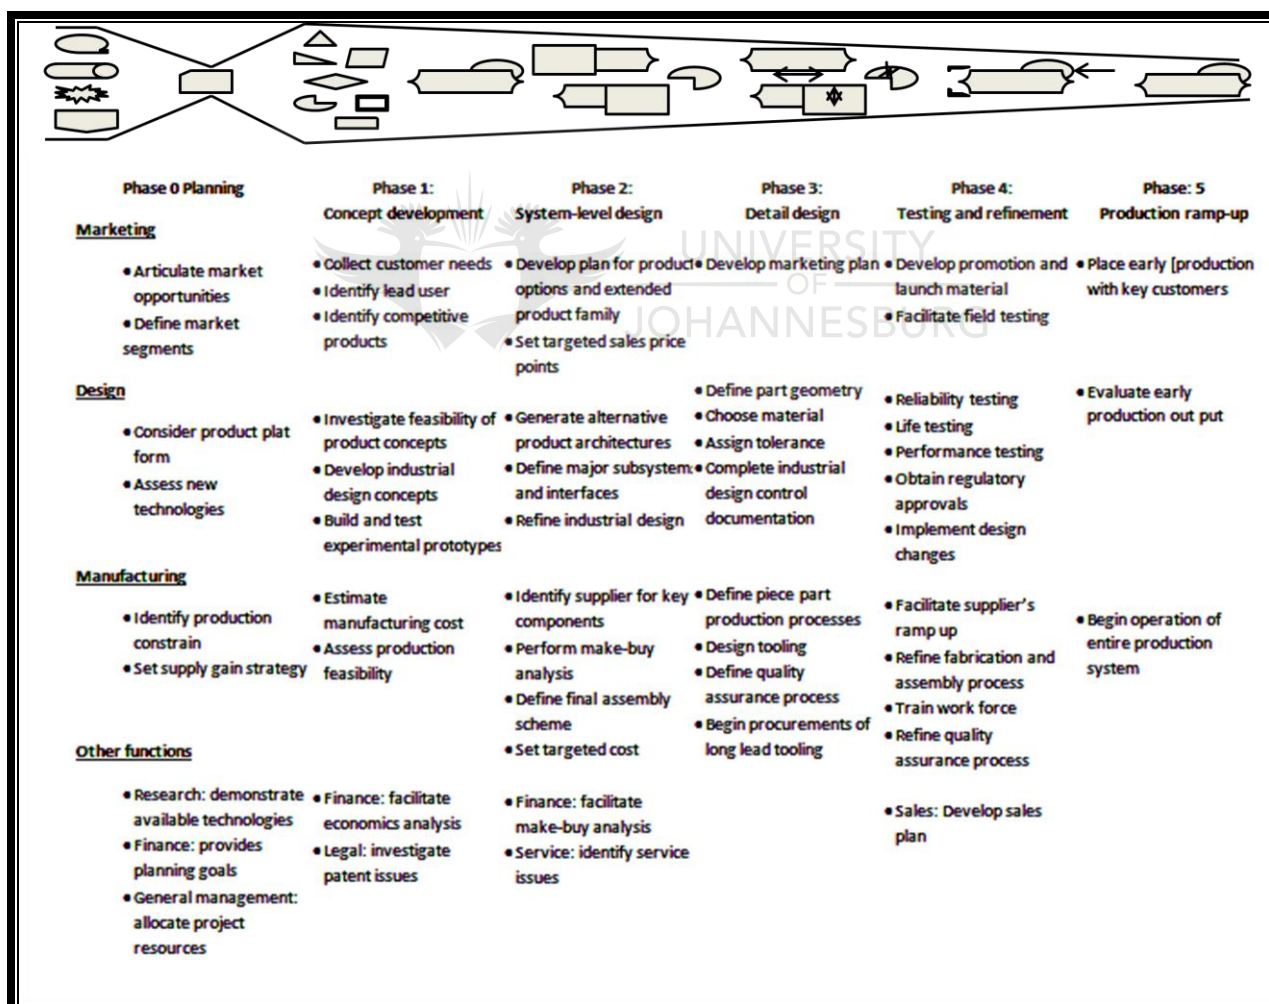 Phase 0 Planning
Phase 1:
Concept development
Phase 2:
System-level design
Phase 3:
Detail design
Phase 4:
Testing and refinement
Phase: 5
Production ramp-up
Marketing
• Articulate market
opportunities
• Define market
segments
• Collect customer needs
• Identify lead user
• Identify competitive
products
• Develop plan for product
options and extended
product family
• Set targeted sales price
points
• Develop marketing plan
• Develop promotion and
launch material
• Facilitate field testing
• Place early [production
with key customers
UNIVERSITY
OF
JOHANNESBURG
Design
• Consider product plat
form
• Assess new
technologies
• Investigate feasibility of
product concepts
• Develop industrial
design concepts
• Build and test
experimental prototypes
• Generate alternative
product architectures
• Define major subsystem
and interfaces
• Refine industrial design
• Define part geometry
• Choose material
• Assign tolerance
• Complete industrial
design control
documentation
• Reliability testing
• Life testing
• Performance testing
• Obtain regulatory
approvals
• Implement design
changes
• Evaluate early
production out put
Manufacturing
• Identify production
constrain
• Set supply gain strategy
• Estimate
manufacturing cost
• Assess production
feasibility
• Identify supplier for key
components
• Perform make-buy
analysis
• Define final assembly
scheme
• Set targeted cost
• Define piece part
production processes
• Design tooling
• Define quality
assurance process
• Begin procurements of
long lead tooling
• Facilitate supplier's
ramp up
• Refine fabrication and
assembly process
• Train work force
• Refine quality
assurance process
• Begin operation of
entire production
system
Other functions
• Research: demonstrate
available technologies
• Finance: provides
planning goals
• General management:
allocate project
resources
• Finance: facilitate
economics analysis
• Legal: investigate
patent issues
• Finance: facilitate
make-buy analysis
• Service: identify service
issues
• Sales: Develop sales
plan